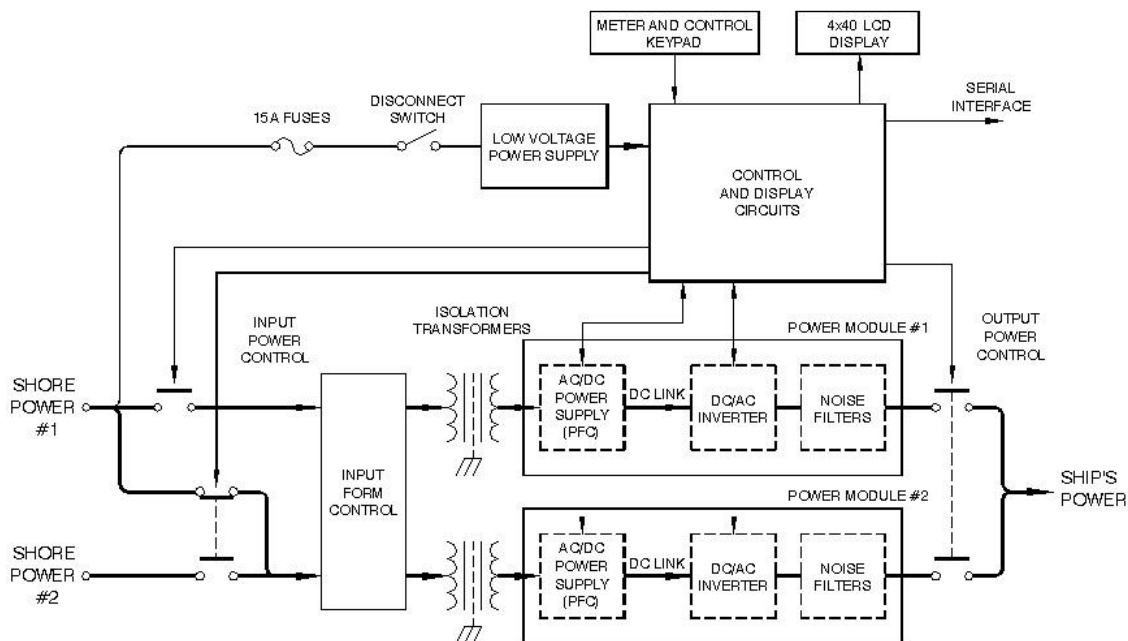 METER AND CONTROL
KEYPAD
4x40 LCD
DISPLAY
SERIAL
INTERFACE
DISCONNECT
SWITCH
15A FUSES
LOW VOLTAGE
POWER SUPPLY
CONTROL
AND DISPLAY
CIRCUITS
INPUT
POWER
CONTROL
ISOLATION
TRANSFORMERS
POWER MODULE #1
OUTPUT
POWER
CONTROL
SHORE
POWER
#1
AC/DC
POWER
SUPPLY
(PFC)
DC LINK
DC/AC
INVERTER
NOISE
FILTERS
INPUT
FORM
CONTROL
POWER MODULE #2
SHIP'S
POWER
SHORE
POWER
#2
AC/DC
POWER
SUPPLY
(PFC)
DC LINK
DC/AC
INVERTER
NOISE
FILTERS